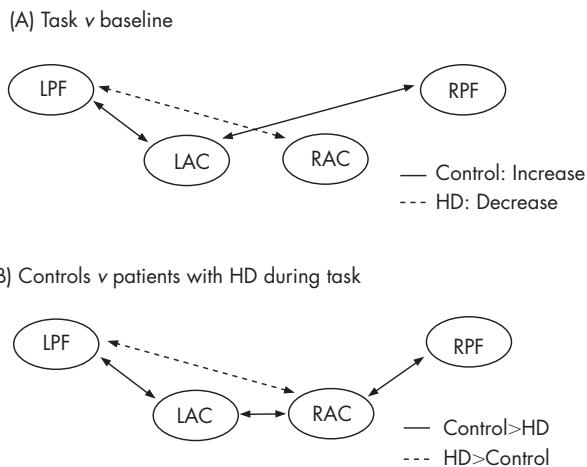 (A) Task v baseline
LPF
RPF
LAC
RAC
Control: Increase
HD: Decrease
B) Controls v patients with HD during task
LPF
RPF
LAC
RAC
Control>HD
HD>Control